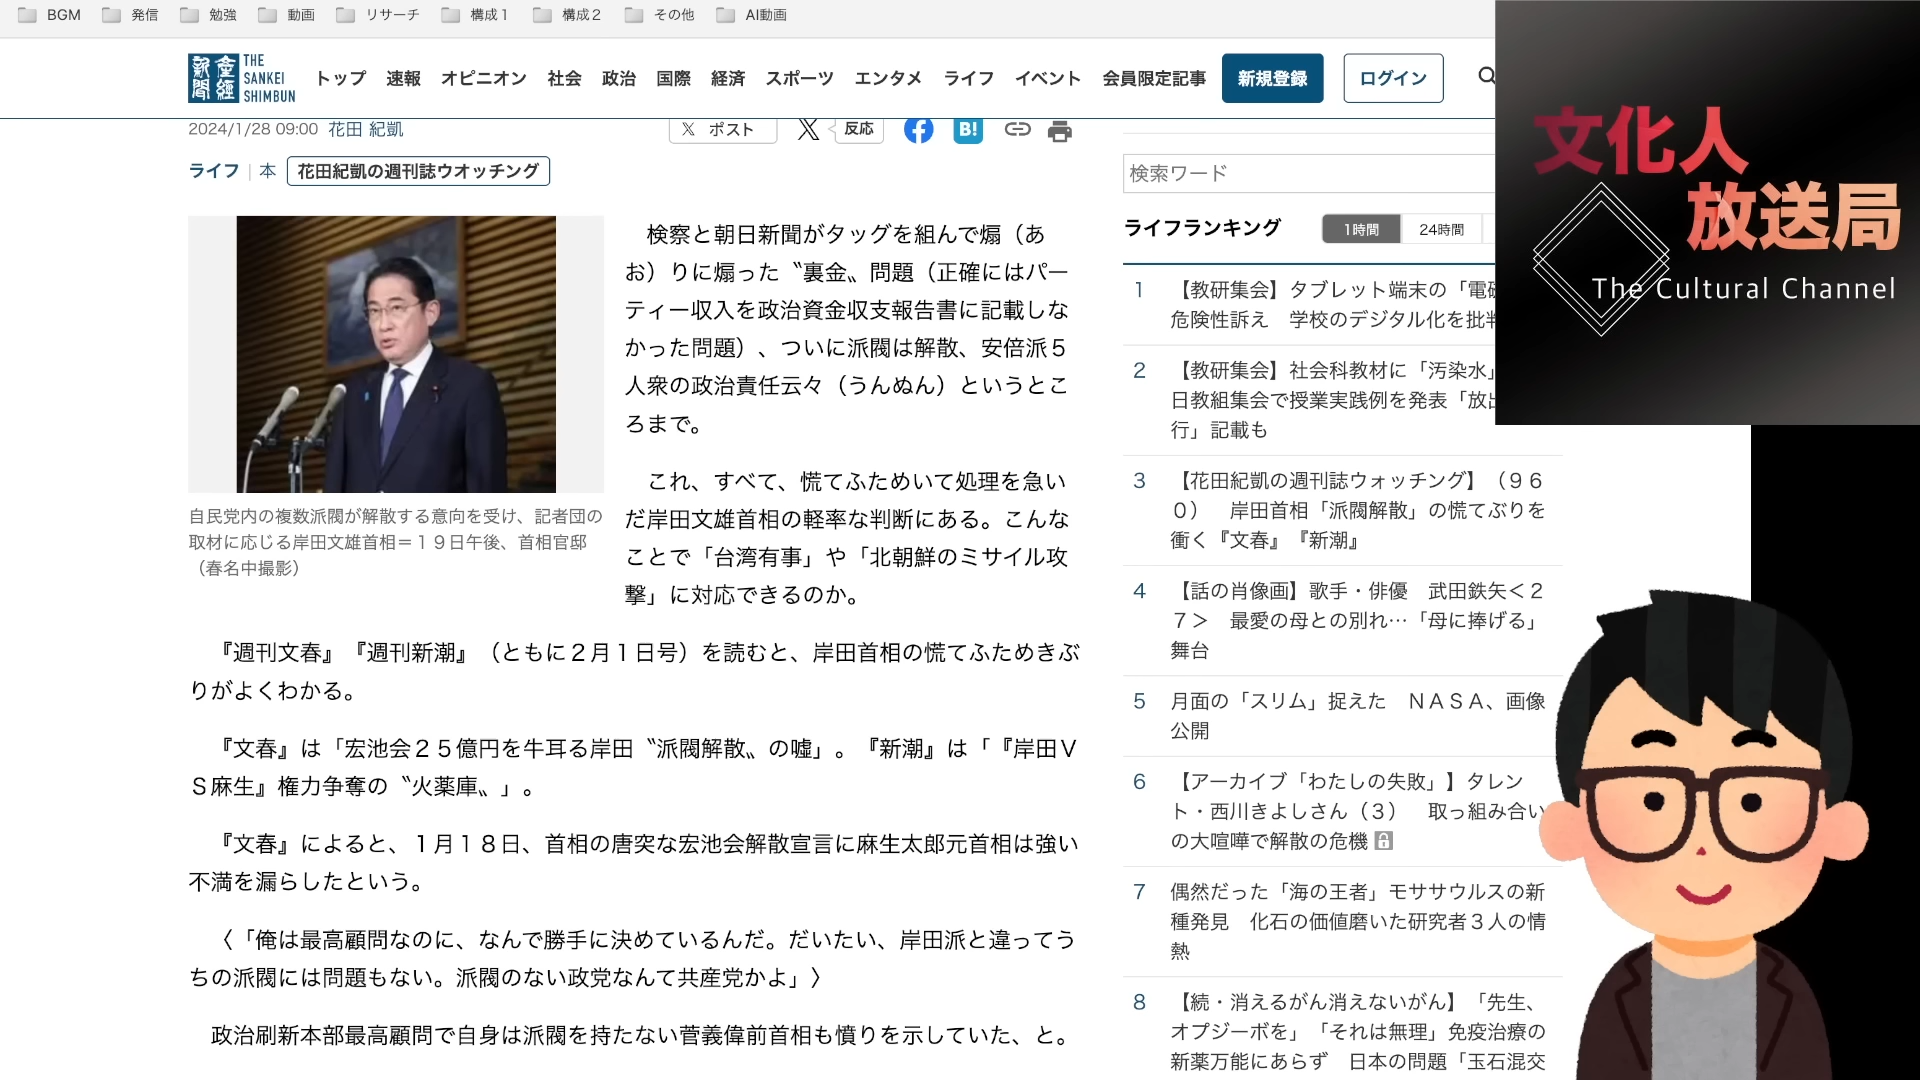 BGM 発信 勉強 動画 リサーチ 構成１ 構成２ その他 AI動画
産経新聞 THE SANKEI SHIMBUN
トップ 速報 オピニオン 社会 政治 国際 経済 スポーツ エンタメ ライフ イベント 会員限定記事 新規登録 ログイン
2024/1/28 09:00 花田 紀凱
ポスト 反応 B!
ライフ | 本 花田紀凱の週刊誌ウオッチング
検察と朝日新聞がタッグを組んで煽（あ
お）りに煽った〝裏金〟問題（正確にはパー
ティー収入を政治資金収支報告書に記載しな
かった問題）、ついに派閥は解散、安倍派５
人衆の政治責任云々（うんぬん）というとこ
ろまで。
これ、すべて、慌てふためいて処理を急い
だ岸田文雄首相の軽率な判断にある。こんな
ことで「台湾有事」や「北朝鮮のミサイル攻
撃」に対応できるのか。
自民党内の複数派閥が解散する意向を受け、記者団の
取材に応じる岸田文雄首相＝１９日午後、首相官邸
（春名中撮影）
『週刊文春』『週刊新潮』（ともに２月１日号）を読むと、岸田首相の慌てふためきぶ
りがよくわかる。
『文春』は「宏池会２５億円を牛耳る岸田〝派閥解散〟の嘘」。『新潮』は「『岸田Ｖ
Ｓ麻生』権力争奪の〝火薬庫〟」。
『文春』によると、１月１８日、首相の唐突な宏池会解散宣言に麻生太郎元首相は強い
不満を漏らしたという。
〈「俺は最高顧問なのに、なんで勝手に決めているんだ。だいたい、岸田派と違ってう
ちの派閥には問題もない。派閥のない政党なんて共産党かよ」〉
政治刷新本部最高顧問で自身は派閥を持たない菅義偉前首相も憤りを示していた、と。
検索ワード
ライフランキング 1時間 24時間
1 【教研集会】タブレット端末の「電磁
危険性訴え 学校のデジタル化を批判
2 【教研集会】社会科教材に「汚染水」
日教組集会で授業実践例を発表「放出
行」記載も
3 【花田紀凱の週刊誌ウォッチング】（９６
０） 岸田首相「派閥解散」の慌てぶりを
衝く『文春』『新潮』
4 【話の肖像画】歌手・俳優 武田鉄矢＜２
７＞ 最愛の母との別れ…「母に捧げる」
舞台
5 月面の「スリム」捉えた ＮＡＳＡ、画像
公開
6 【アーカイブ「わたしの失敗」】タレン
ト・西川きよしさん（３） 取っ組み合い
の大喧嘩で解散の危機
7 偶然だった「海の王者」モササウルスの新
種発見 化石の価値磨いた研究者３人の情
熱
8 【続・消えるがん消えないがん】「先生、
オプジーボを」「それは無理」免疫治療の
新薬万能にあらず 日本の問題「玉石混交
文化人
放送局
The Cultural Channel